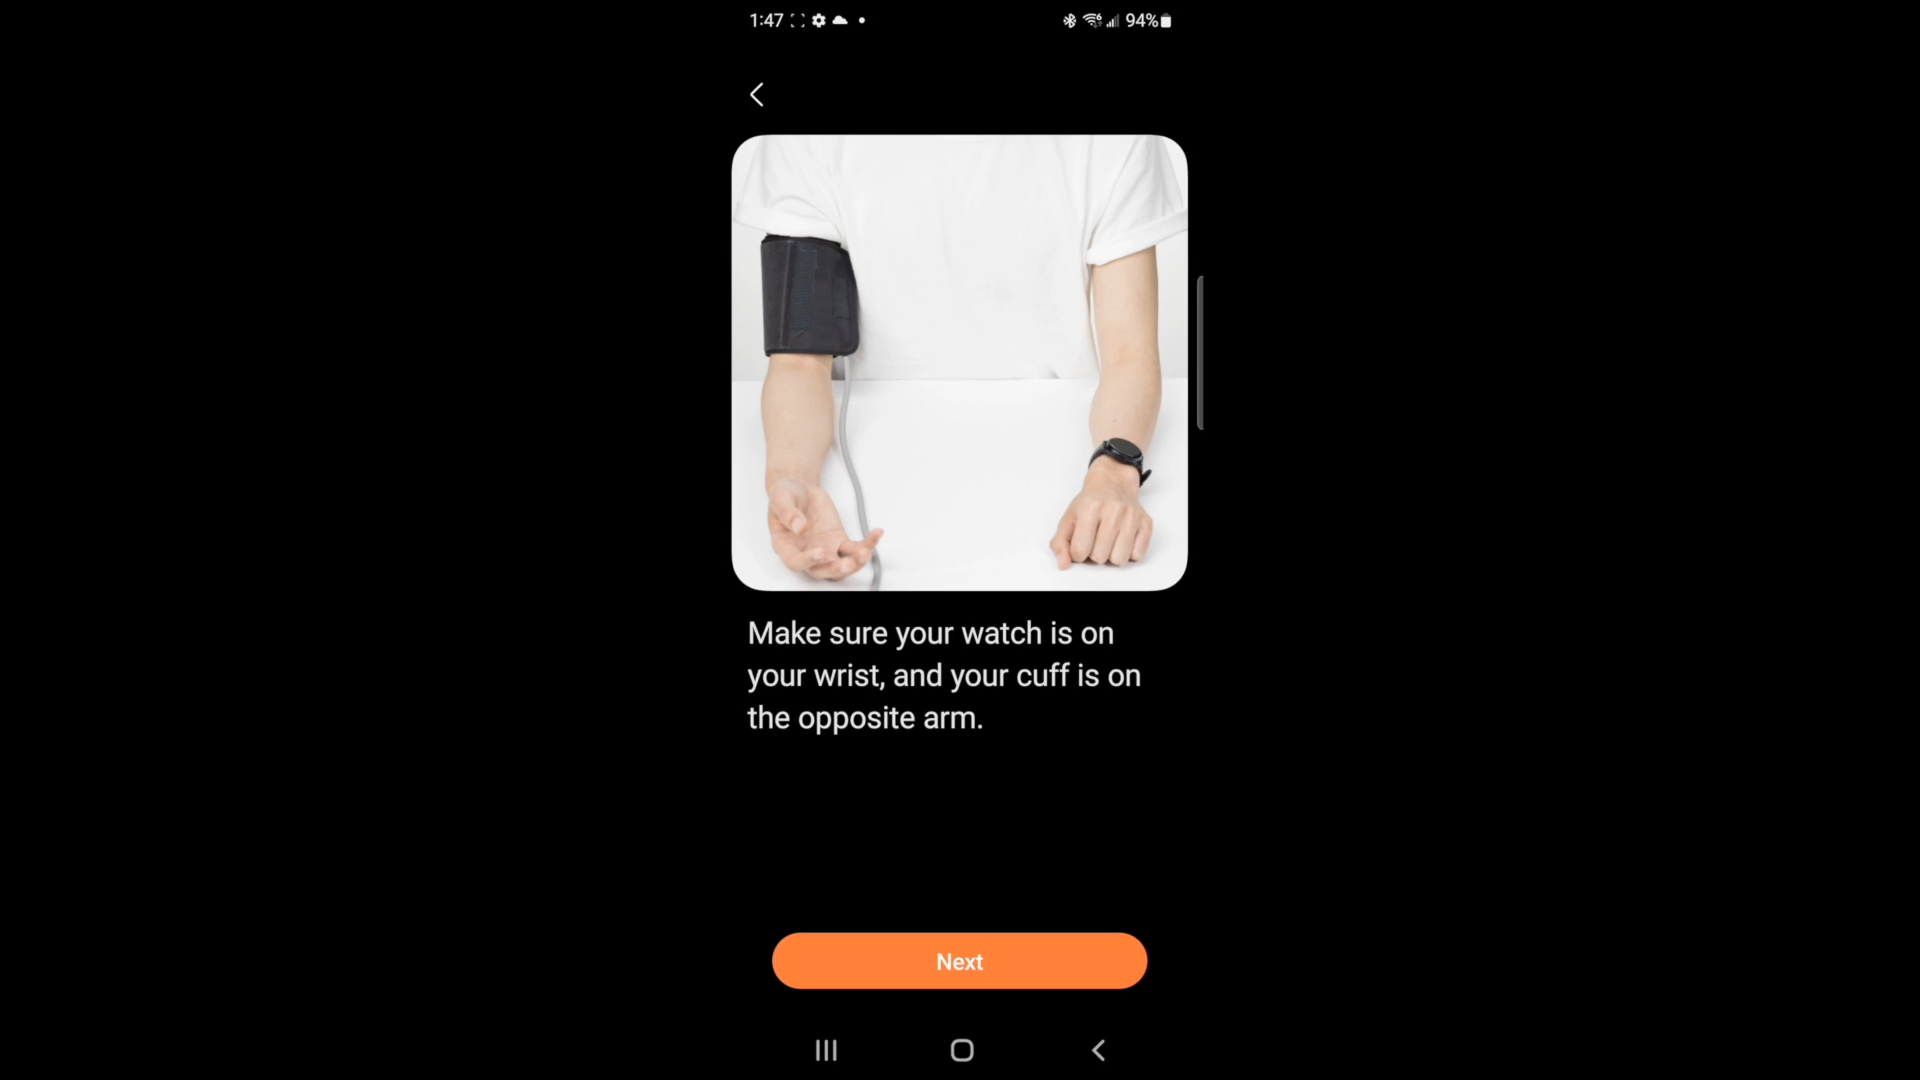 1:47
94%
Make sure your watch is on
your wrist, and your cuff is on
the opposite arm.
Next